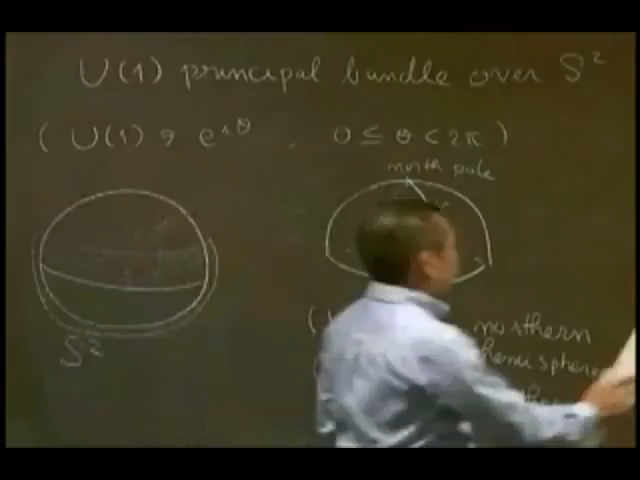 U(1) principal bundle over S²
( U(1) ∋ e^{iθ} , 0 ≤ θ < 2π )
north pole
S²
(
northern
hemisphere